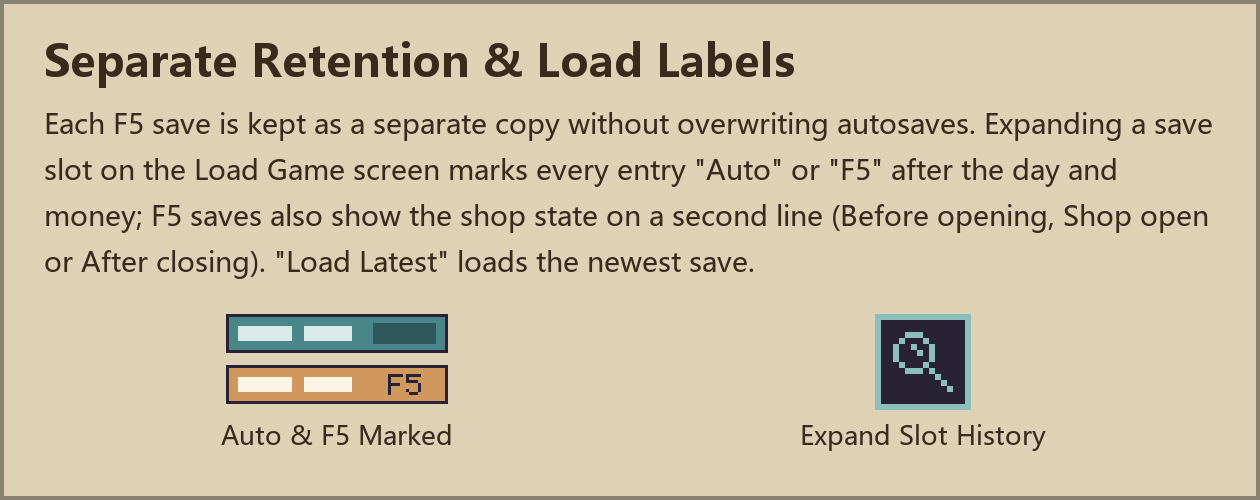 Separate Retention & Load Labels
Each F5 save is kept as a separate copy without overwriting autosaves. Expanding a save
slot on the Load Game screen marks every entry "Auto" or "F5" after the day and
money; F5 saves also show the shop state on a second line (Before opening, Shop open
or After closing). "Load Latest" loads the newest save.
F5
Auto & F5 Marked
Expand Slot History